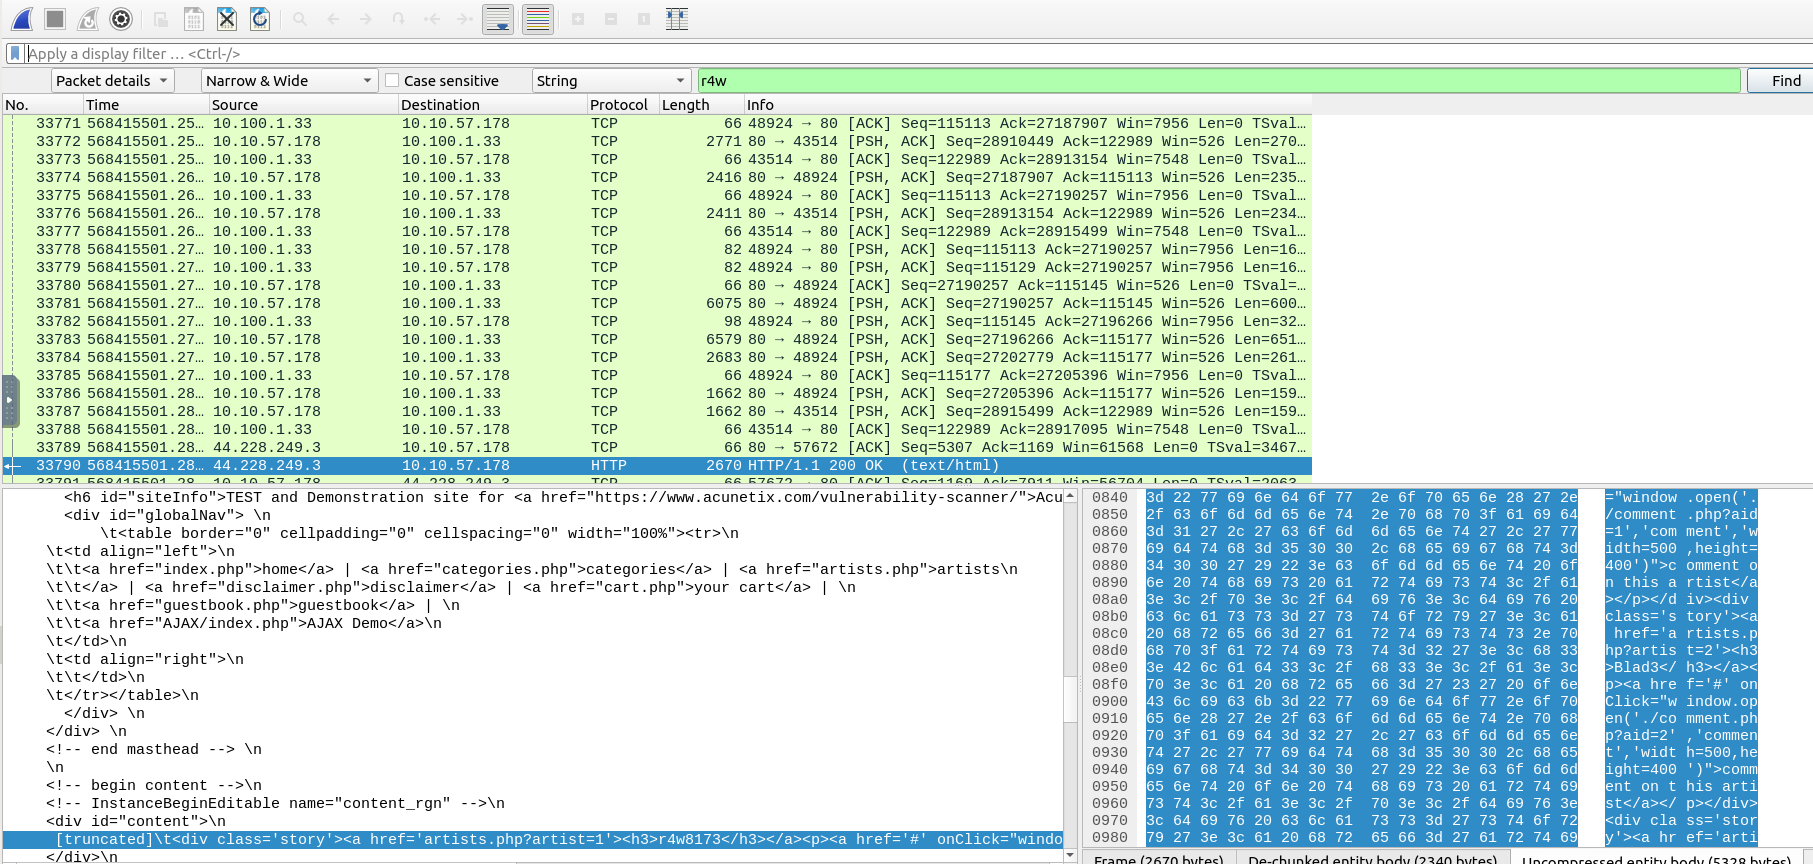 Apply a display filter … <Ctrl-/>
Packet details Narrow & Wide Case sensitive String r4w Find
No. Time Source Destination Protocol Length Info
33771 568415501.25… 10.100.1.33 10.10.57.178 TCP 66 48924 → 80 [ACK] Seq=115113 Ack=27187907 Win=7956 Len=0 TSval…
33772 568415501.25… 10.10.57.178 10.100.1.33 TCP 2771 80 → 43514 [PSH, ACK] Seq=28910449 Ack=122989 Win=526 Len=270…
33773 568415501.25… 10.100.1.33 10.10.57.178 TCP 66 43514 → 80 [ACK] Seq=122989 Ack=28913154 Win=7548 Len=0 TSval…
33774 568415501.26… 10.10.57.178 10.100.1.33 TCP 2416 80 → 48924 [PSH, ACK] Seq=27187907 Ack=115113 Win=526 Len=235…
33775 568415501.26… 10.100.1.33 10.10.57.178 TCP 66 48924 → 80 [ACK] Seq=115113 Ack=27190257 Win=7956 Len=0 TSval…
33776 568415501.26… 10.10.57.178 10.100.1.33 TCP 2411 80 → 43514 [PSH, ACK] Seq=28913154 Ack=122989 Win=526 Len=234…
33777 568415501.26… 10.100.1.33 10.10.57.178 TCP 66 43514 → 80 [ACK] Seq=122989 Ack=28915499 Win=7548 Len=0 TSval…
33778 568415501.27… 10.100.1.33 10.10.57.178 TCP 82 48924 → 80 [PSH, ACK] Seq=115113 Ack=27190257 Win=7956 Len=16…
33779 568415501.27… 10.100.1.33 10.10.57.178 TCP 82 48924 → 80 [PSH, ACK] Seq=115129 Ack=27190257 Win=7956 Len=16…
33780 568415501.27… 10.10.57.178 10.100.1.33 TCP 66 80 → 48924 [ACK] Seq=27190257 Ack=115145 Win=526 Len=0 TSval=…
33781 568415501.27… 10.10.57.178 10.100.1.33 TCP 6075 80 → 48924 [PSH, ACK] Seq=27190257 Ack=115145 Win=526 Len=600…
33782 568415501.27… 10.100.1.33 10.10.57.178 TCP 98 48924 → 80 [PSH, ACK] Seq=115145 Ack=27196266 Win=7956 Len=32…
33783 568415501.27… 10.10.57.178 10.100.1.33 TCP 6579 80 → 48924 [PSH, ACK] Seq=27196266 Ack=115177 Win=526 Len=651…
33784 568415501.27… 10.10.57.178 10.100.1.33 TCP 2683 80 → 48924 [PSH, ACK] Seq=27202779 Ack=115177 Win=526 Len=261…
33785 568415501.27… 10.100.1.33 10.10.57.178 TCP 66 48924 → 80 [ACK] Seq=115177 Ack=27205396 Win=7956 Len=0 TSval…
33786 568415501.28… 10.10.57.178 10.100.1.33 TCP 1662 80 → 48924 [PSH, ACK] Seq=27205396 Ack=115177 Win=526 Len=159…
33787 568415501.28… 10.10.57.178 10.100.1.33 TCP 1662 80 → 43514 [PSH, ACK] Seq=28915499 Ack=122989 Win=526 Len=159…
33788 568415501.28… 10.100.1.33 10.10.57.178 TCP 66 43514 → 80 [ACK] Seq=122989 Ack=28917095 Win=7548 Len=0 TSval…
33789 568415501.28… 44.228.249.3 10.10.57.178 TCP 66 80 → 57672 [ACK] Seq=5307 Ack=1169 Win=61568 Len=0 TSval=3467…
33790 568415501.28… 44.228.249.3 10.10.57.178 HTTP 2670 HTTP/1.1 200 OK  (text/html)
<h6 id="siteInfo">TEST and Demonstration site for <a href="https://www.acunetix.com/vulnerability-scanner/">Acu
<div id="globalNav"> \n
\t<table border="0" cellpadding="0" cellspacing="0" width="100%"><tr>\n
\t<td align="left">\n
\t\t<a href="index.php">home</a> | <a href="categories.php">categories</a> | <a href="artists.php">artists\n
\t\t</a> | <a href="disclaimer.php">disclaimer</a> | <a href="cart.php">your cart</a> | \n
\t\t<a href="guestbook.php">guestbook</a> | \n
\t\t<a href="AJAX/index.php">AJAX Demo</a>\n
\t</td>\n
\t<td align="right">\n
\t\t</td>\n
\t</tr></table>\n
</div> \n
</div> \n
<!-- end masthead --> \n
\n
<!-- begin content -->\n
<!-- InstanceBeginEditable name="content_rgn" -->\n
<div id="content">\n
[truncated]\t<div class='story'><a href='artists.php?artist=1'><h3>r4w8173</h3></a><p><a href='#' onClick="windo
</div>\n
0840 3d 22 77 69 6e 64 6f 77 2e 6f 70 65 6e 28 27 2e ="window .open('.
0850 2f 63 6f 6d 6d 65 6e 74 2e 70 68 70 3f 61 69 64 /comment .php?aid
0860 3d 31 27 2c 27 63 6f 6d 6d 65 6e 74 27 2c 27 77 =1','com ment','w
0870 69 64 74 68 3d 35 30 30 2c 68 65 69 67 68 74 3d idth=500 ,height=
0880 34 30 30 27 29 22 3e 63 6f 6d 6d 65 6e 74 20 6f 400')">c omment o
0890 6e 20 74 68 69 73 20 61 72 74 69 73 74 3c 2f 61 n this a rtist</a
08a0 3e 3c 2f 70 3e 3c 2f 64 69 76 3e 3c 64 69 76 20 ></p></d iv><div
08b0 63 6c 61 73 73 3d 27 73 74 6f 72 79 27 3e 3c 61 class='s tory'><a
08c0 20 68 72 65 66 3d 27 61 72 74 69 73 74 73 2e 70 href='a rtists.p
08d0 68 70 3f 61 72 74 69 73 74 3d 32 27 3e 3c 68 33 hp?artis t=2'><h3
08e0 3e 42 6c 61 64 33 3c 2f 68 33 3e 3c 2f 61 3e 3c >Blad3</ h3></a><
08f0 70 3e 3c 61 20 68 72 65 66 3d 27 23 27 20 6f 6e p><a hre f='#' on
0900 43 6c 69 63 6b 3d 22 77 69 6e 64 6f 77 2e 6f 70 Click="w indow.op
0910 65 6e 28 27 2e 2f 63 6f 6d 6d 65 6e 74 2e 70 68 en('./co mment.ph
0920 70 3f 61 69 64 3d 32 27 2c 27 63 6f 6d 6d 65 6e p?aid=2' ,'commen
0930 74 27 2c 27 77 69 64 74 68 3d 35 30 30 2c 68 65 t','widt h=500,he
0940 69 67 68 74 3d 34 30 30 27 29 22 3e 63 6f 6d 6d ight=400 ')">comm
0950 65 6e 74 20 6f 6e 20 74 68 69 73 20 61 72 74 69 ent on t his arti
0960 73 74 3c 2f 61 3e 3c 2f 70 3e 3c 2f 64 69 76 3e st</a></ p></div>
0970 3c 64 69 76 20 63 6c 61 73 73 3d 27 73 74 6f 72 <div cla ss='stor
0980 79 27 3e 3c 61 20 68 72 65 66 3d 27 61 72 74 69 y'><a hr ef='arti
Frame (2670 bytes) De-chunked entity body (2340 bytes) Uncompressed entity body (5328 bytes)